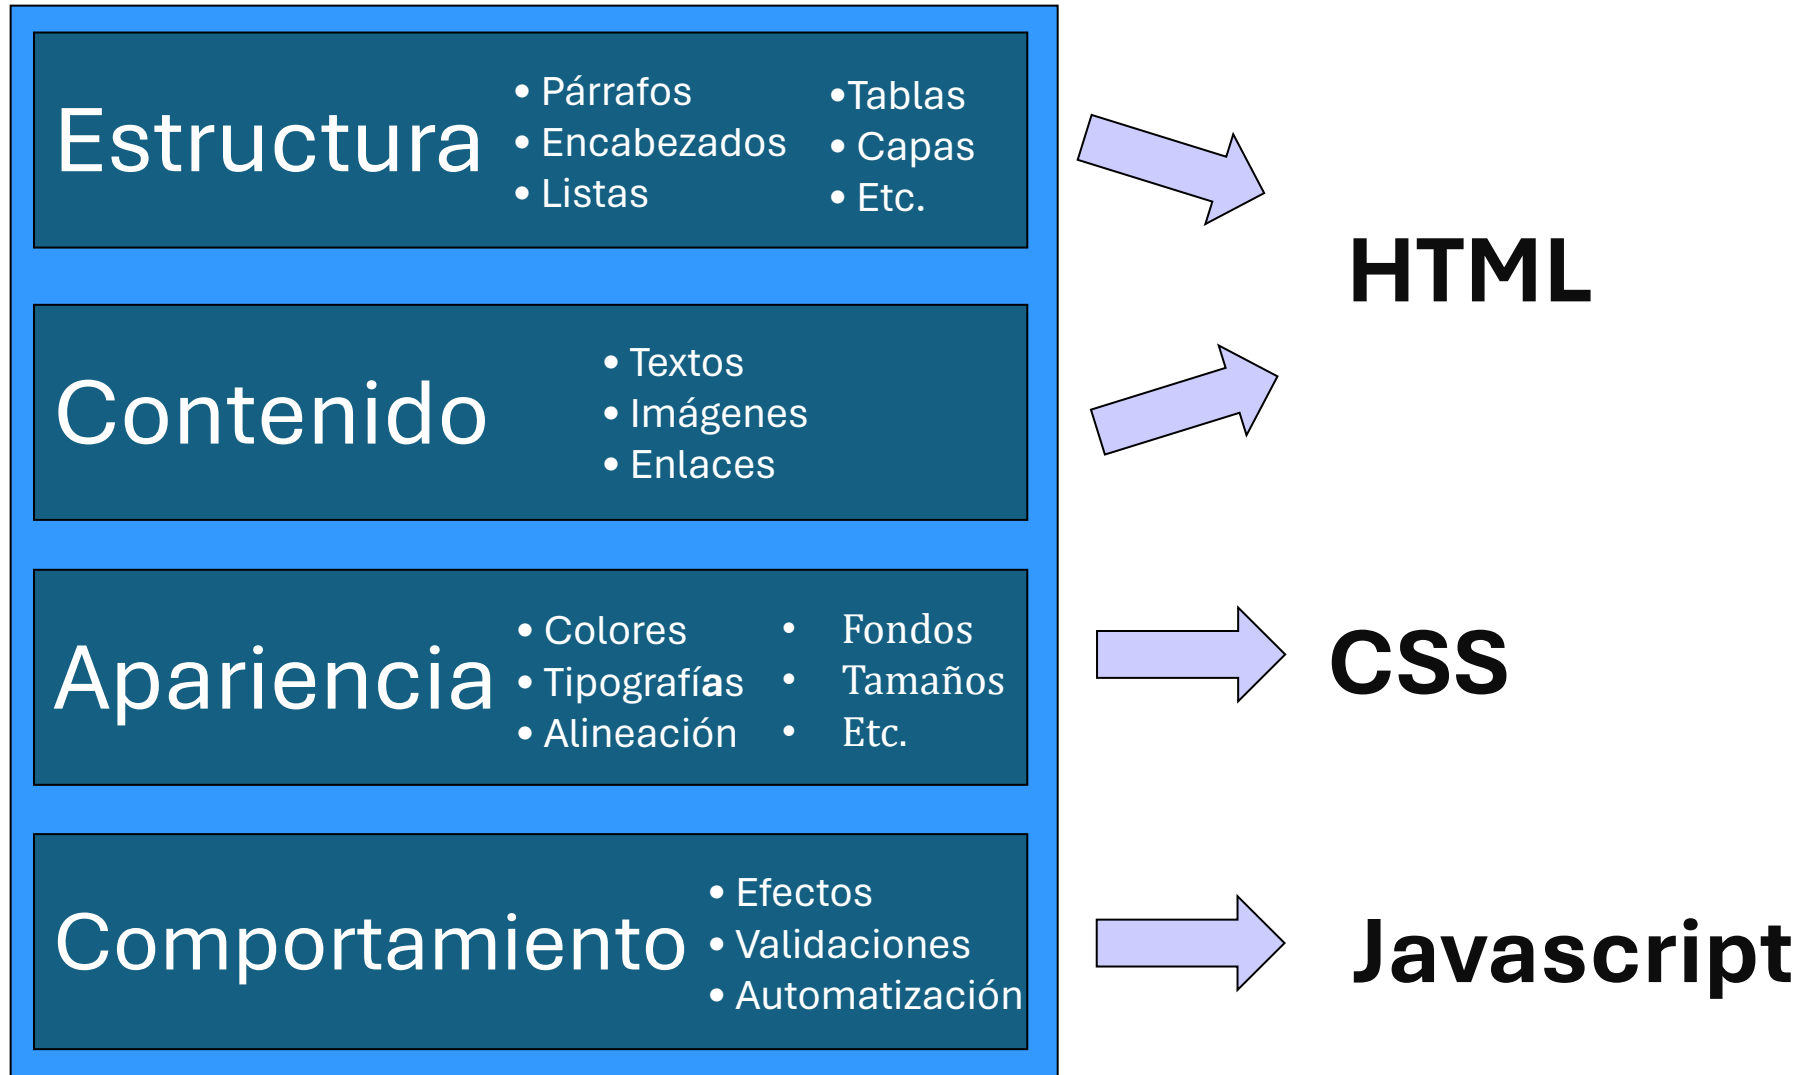 Estructura
• Párrafos
• Encabezados
• Listas
•Tablas
• Capas
• Etc.
HTML
Contenido
• Textos
• Imágenes
• Enlaces
Apariencia
• Colores
• Tipografías
• Alineación
• Fondos
• Tamaños
• Etc.
CSS
Comportamiento
• Efectos
• Validaciones
• Automatización
Javascript